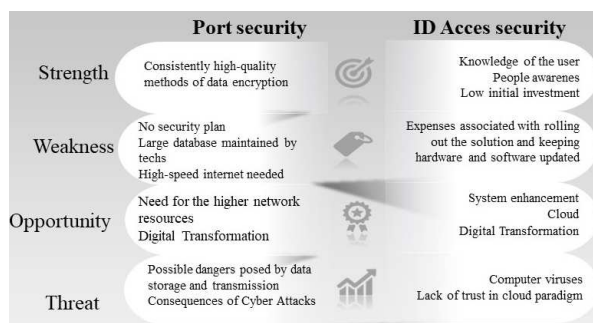 Port security
ID Acces security
Strength
Consistently high-quality
methods of data encryption
Knowledge of the user
People awarenes
Low initial investment
Weakness
No security plan
Large database maintained by
techs
High-speed internet needed
Expenses associated with rolling
out the solution and keeping
hardware and software updated
Opportunity
Need for the higher network
resources
Digital Transformation
System enhancement
Cloud
Digital Transformation
Threat
Possible dangers posed by data
storage and transmission
Consequences of Cyber Attacks
Computer viruses
Lack of trust in cloud paradigm